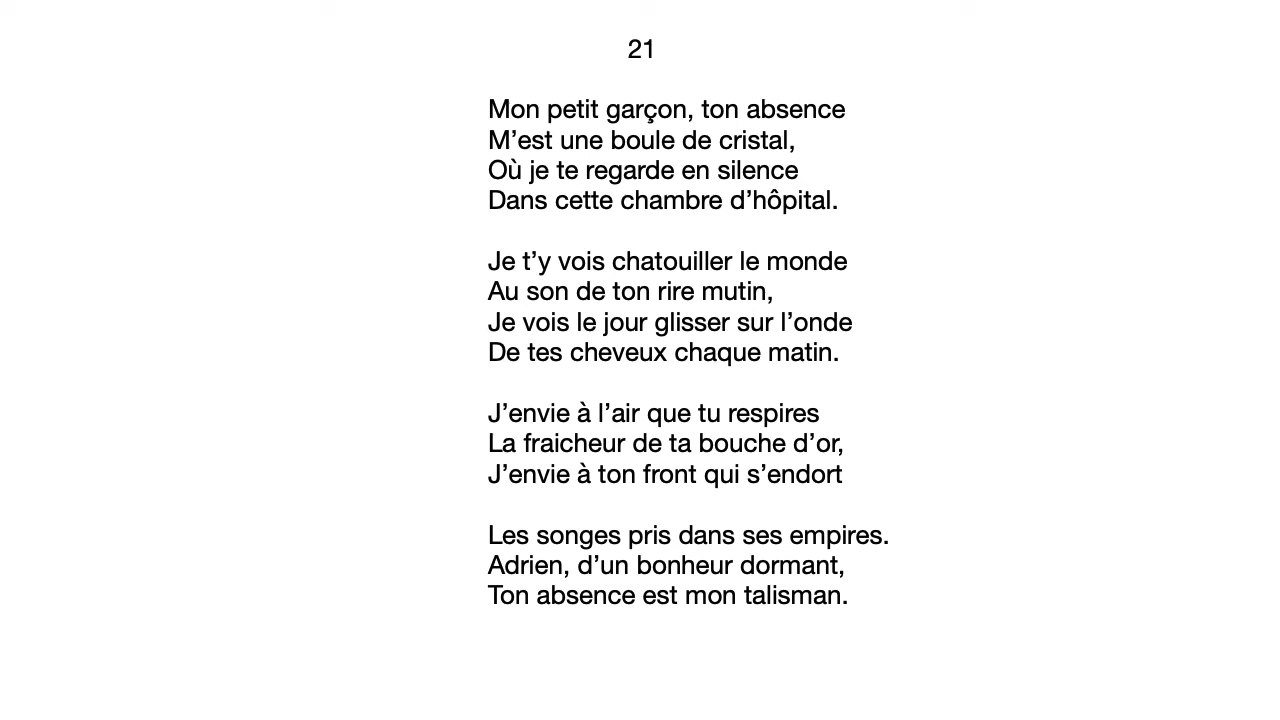 21
Mon petit garçon, ton absence
M’est une boule de cristal,
Où je te regarde en silence
Dans cette chambre d’hôpital.
Je t’y vois chatouiller le monde
Au son de ton rire mutin,
Je vois le jour glisser sur l’onde
De tes cheveux chaque matin.
J’envie à l’air que tu respires
La fraicheur de ta bouche d’or,
J’envie à ton front qui s’endort
Les songes pris dans ses empires.
Adrien, d’un bonheur dormant,
Ton absence est mon talisman.